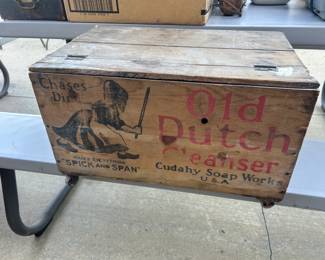 Chases
Dirt
MAKES EVERYTHING
"SPICK AND SPAN"
Old
Dutch
Cleanser
Cudahy Soap Works
U.S.A